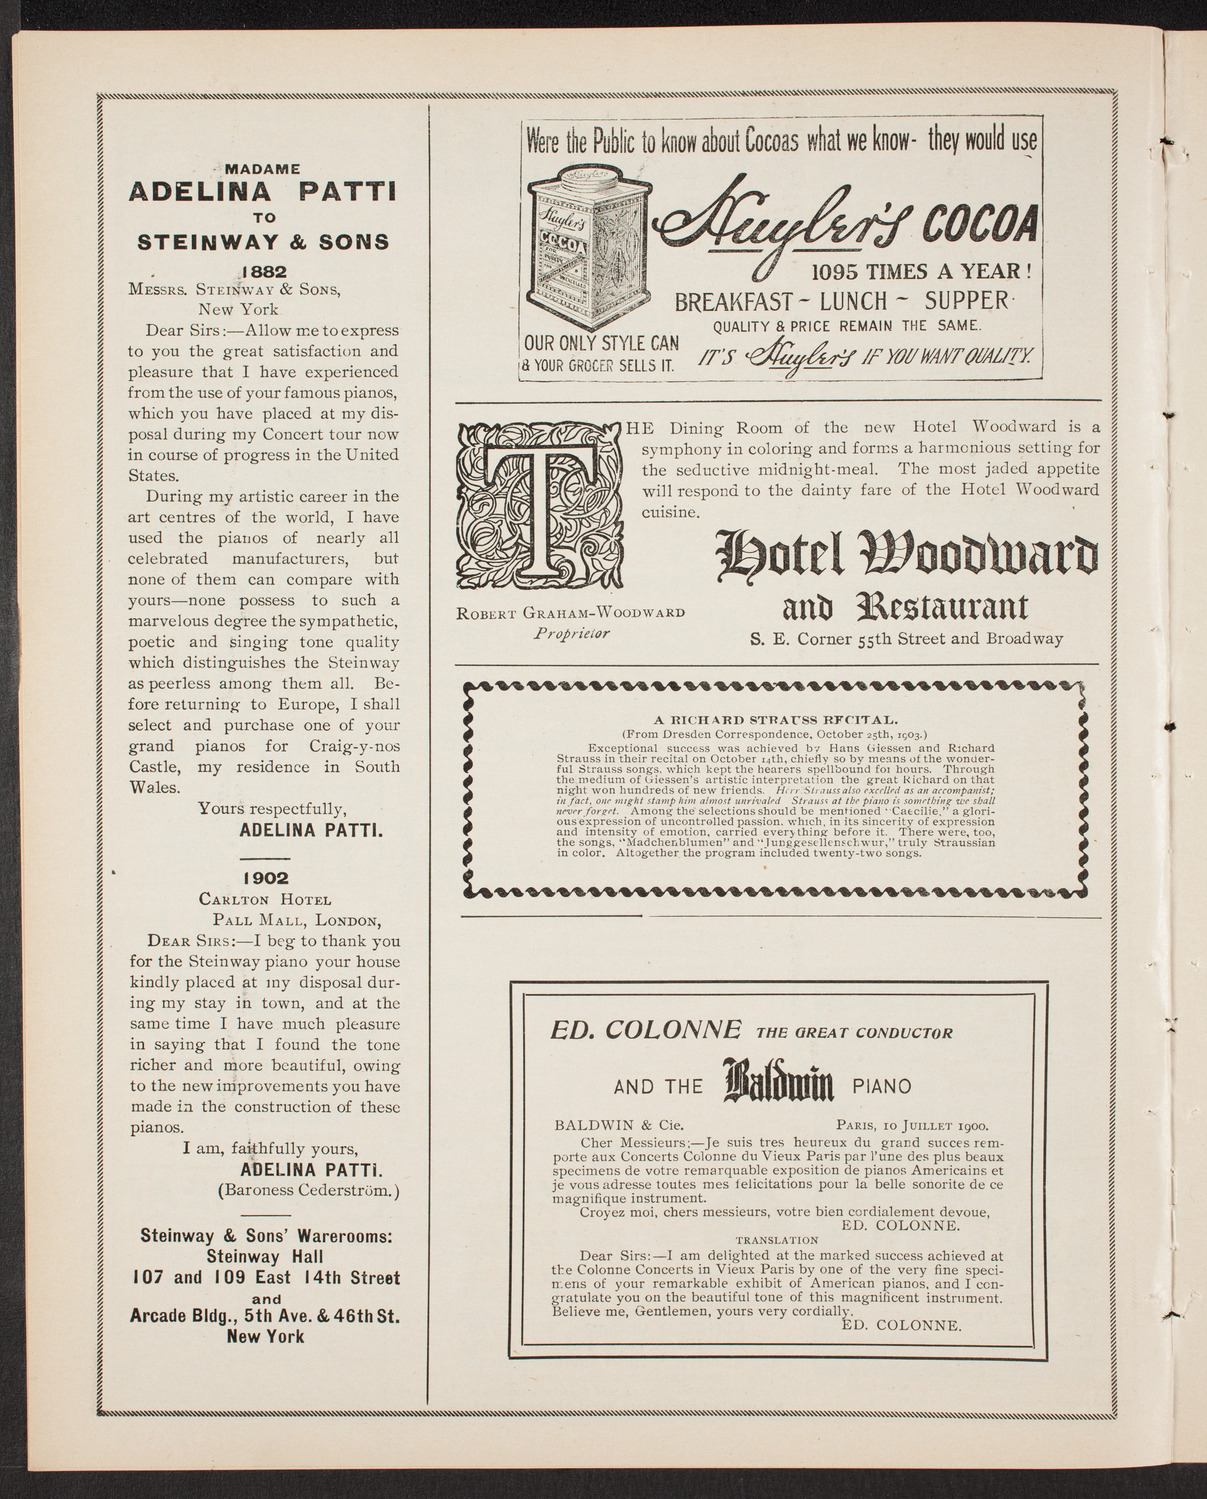 MADAME
ADELINA PATTI
TO
STEINWAY & SONS
1882
MESSRS. STEINWAY & SONS,
New York
Dear Sirs:—Allow me to express
to you the great satisfaction and
pleasure that I have experienced
from the use of your famous pianos,
which you have placed at my dis-
posal during my Concert tour now
in course of progress in the United
States.
During my artistic career in the
art centres of the world, I have
used the pianos of nearly all
celebrated manufacturers, but
none of them can compare with
yours—none possess to such a
marvelous degree the sympathetic,
poetic and singing tone quality
which distinguishes the Steinway
as peerless among them all. Be-
fore returning to Europe, I shall
select and purchase one of your
grand pianos for Craig-y-nos
Castle, my residence in South
Wales.
Yours respectfully,
ADELINA PATTI.
1902
CARLTON HOTEL
PALL MALL, LONDON,
DEAR SIRS:—I beg to thank you
for the Steinway piano your house
kindly placed at my disposal dur-
ing my stay in town, and at the
same time I have much pleasure
in saying that I found the tone
richer and more beautiful, owing
to the new improvements you have
made in the construction of these
pianos.
I am, faithfully yours,
ADELINA PATTI.
(Baroness Cederström.)
Steinway & Sons' Warerooms:
Steinway Hall
107 and 109 East 14th Street
and
Arcade Bldg., 5th Ave. & 46th St.
New York
Were the Public to know about Cocoas what we know- they would use
Huyler's
Huyler's
COCOA
Huyler's COCOA
1095 TIMES A YEAR!
BREAKFAST ~ LUNCH ~ SUPPER
QUALITY & PRICE REMAIN THE SAME.
OUR ONLY STYLE CAN
& YOUR GROCER SELLS IT.
IT'S Huyler's IF YOU WANT QUALITY.
THE Dining Room of the new Hotel Woodward is a
symphony in coloring and forms a harmonious setting for
the seductive midnight-meal. The most jaded appetite
will respond to the dainty fare of the Hotel Woodward
cuisine.
Hotel Woodward
and Restaurant
ROBERT GRAHAM-WOODWARD
Proprietor
S. E. Corner 55th Street and Broadway
A RICHARD STRAUSS RECITAL.
(From Dresden Correspondence, October 25th, 1903.)
Exceptional success was achieved by Hans Giessen and Richard
Strauss in their recital on October 14th, chiefly so by means of the wonder-
ful Strauss songs, which kept the hearers spellbound for hours. Through
the medium of Giessen's artistic interpretation the great Richard on that
night won hundreds of new friends. Herr Strauss also excelled as an accompanist;
in fact, one might stamp him almost unrivaled Strauss at the piano is something we shall
never forget. Among the selections should be mentioned "Caecilie," a glori-
ous expression of uncontrolled passion, which, in its sincerity of expression
and intensity of emotion, carried everything before it. There were, too,
the songs, "Madchenblumen" and "Junggesellenschwur," truly Straussian
in color. Altogether the program included twenty-two songs.
ED. COLONNE THE GREAT CONDUCTOR
AND THE Baldwin PIANO
BALDWIN & Cie. PARIS, 10 JUILLET 1900.
Cher Messieurs;—Je suis tres heureux du grand succes rem-
porte aux Concerts Colonne du Vieux Paris par l'une des plus beaux
specimens de votre remarquable exposition de pianos Americains et
je vous adresse toutes mes felicitations pour la belle sonorite de ce
magnifique instrument.
Croyez moi, chers messieurs, votre bien cordialement devoue,
ED. COLONNE.
TRANSLATION
Dear Sirs:—I am delighted at the marked success achieved at
the Colonne Concerts in Vieux Paris by one of the very fine speci-
mens of your remarkable exhibit of American pianos, and I con-
gratulate you on the beautiful tone of this magnificent instrument.
Believe me, Gentlemen, yours very cordially,
ED. COLONNE.